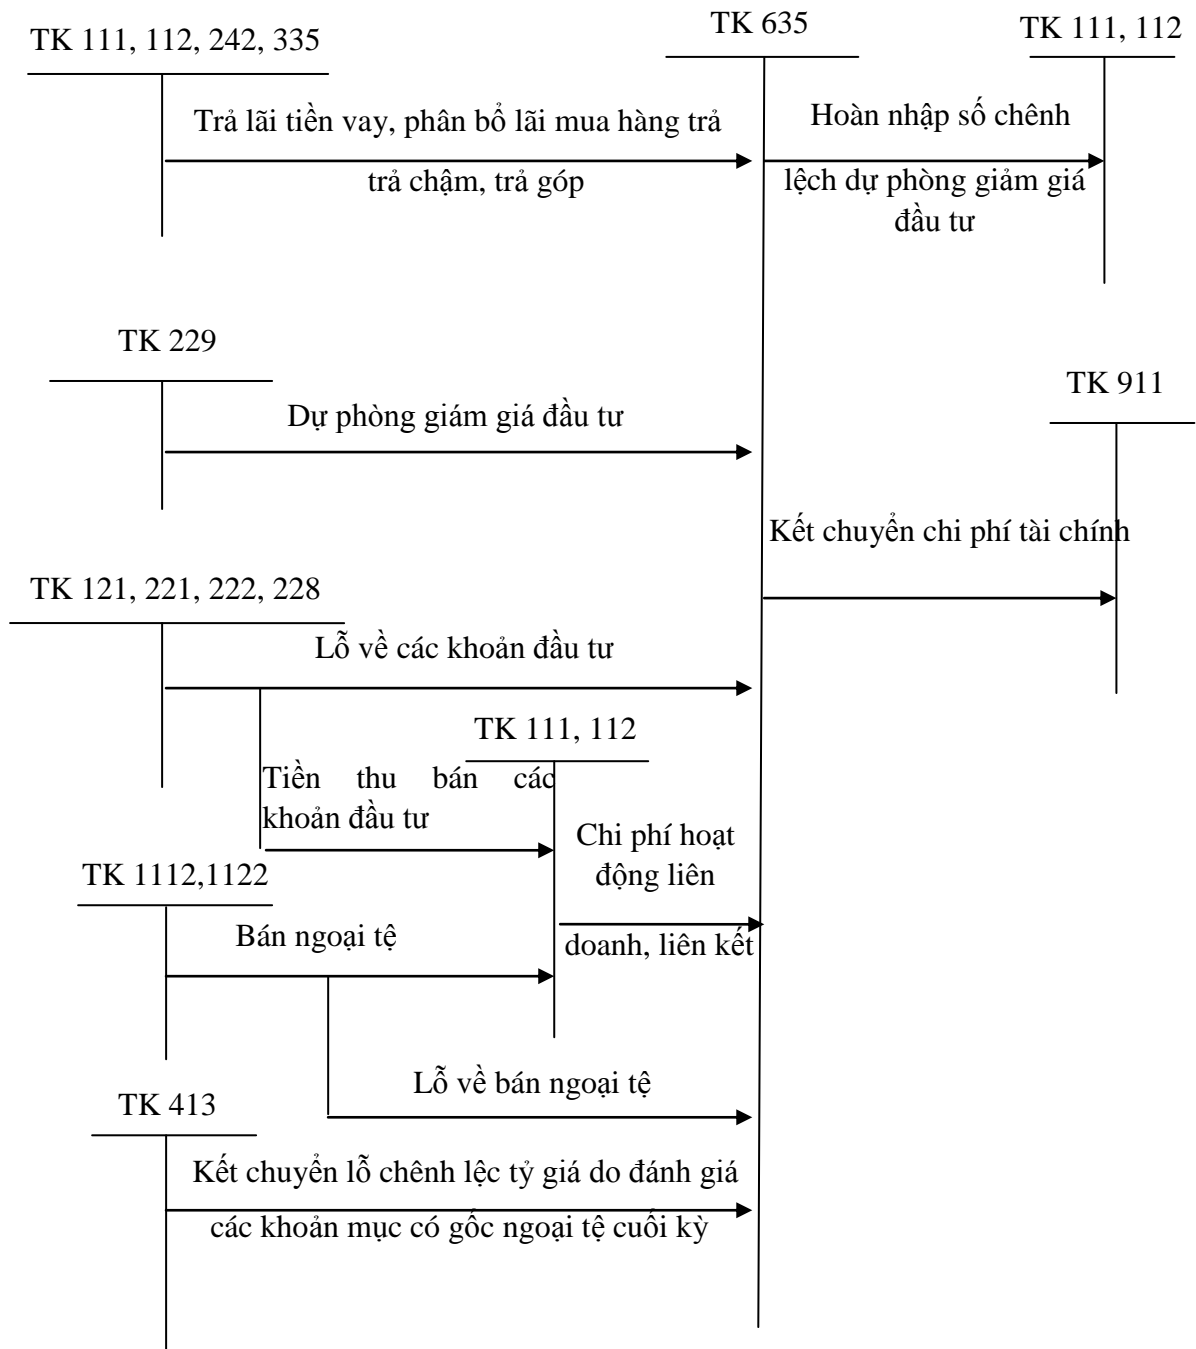 TK 111, 112, 242, 335
TK 635
TK 111, 112
Trả lãi tiền vay, phân bổ lãi mua hàng trả
trả chậm, trả góp
Hoàn nhập số chênh
lệch dự phòng giảm giá
đầu tư
TK 229
Dự phòng giám giá đầu tư
TK 911
Kết chuyển chi phí tài chính
TK 121, 221, 222, 228
Lỗ về các khoản đầu tư
TK 111, 112
Tiền thu bán các
khoản đầu tư
Chi phí hoạt
động liên
doanh, liên kết
TK 1112,1122
Bán ngoại tệ
Lỗ về bán ngoại tệ
TK 413
Kết chuyển lỗ chênh lệc tỷ giá do đánh giá
các khoản mục có gốc ngoại tệ cuối kỳ